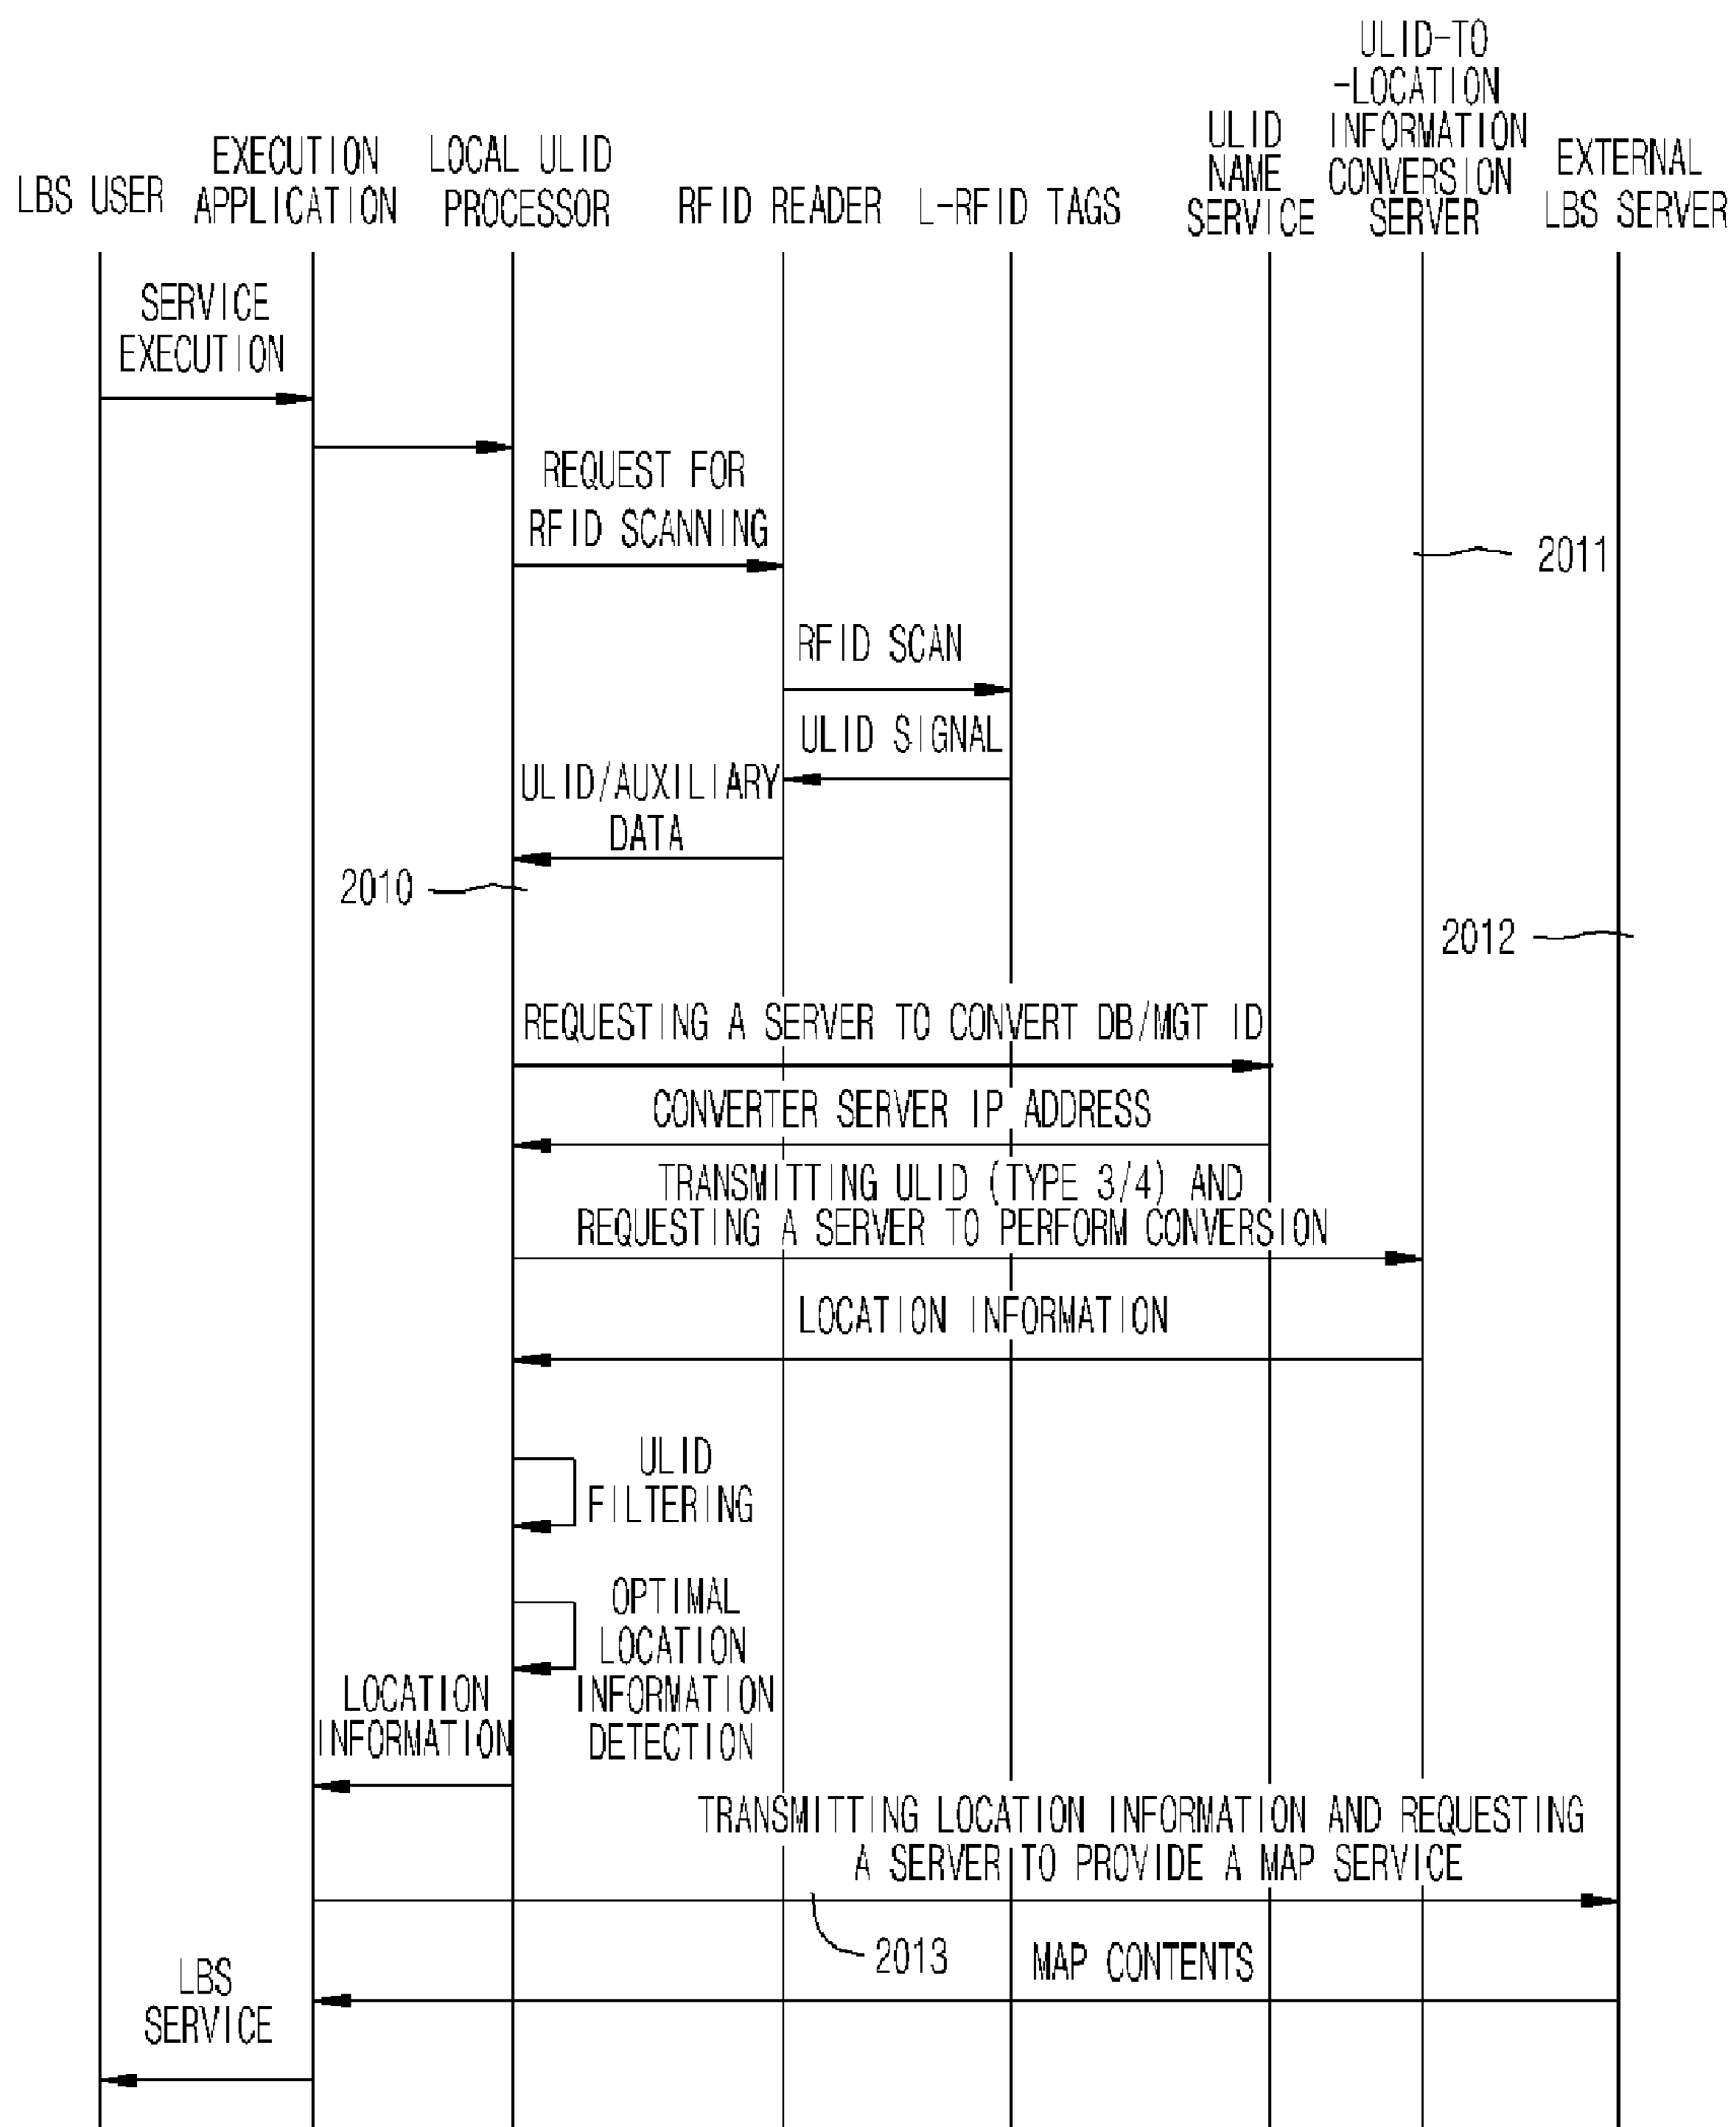 LBS USER
EXECUTION
APPLICATION
LOCAL ULID
PROCESSOR
RFID READER
L-RFID TAGS
ULID
NAME
SERVICE
ULID-TO
-LOCATION
INFORMATION
CONVERSION
SERVER
EXTERNAL
LBS SERVER
SERVICE
EXECUTION
REQUEST FOR
RFID SCANNING
2011
RFID SCAN
ULID SIGNAL
ULID/AUXILIARY
DATA
2010
2012
REQUESTING A SERVER TO CONVERT DB/MGT ID
CONVERTER SERVER IP ADDRESS
TRANSMITTING ULID (TYPE 3/4) AND
REQUESTING A SERVER TO PERFORM CONVERSION
LOCATION INFORMATION
ULID
FILTERING
OPTIMAL
LOCATION
INFORMATION
DETECTION
LOCATION
INFORMATION
TRANSMITTING LOCATION INFORMATION AND REQUESTING
A SERVER TO PROVIDE A MAP SERVICE
2013
MAP CONTENTS
LBS
SERVICE